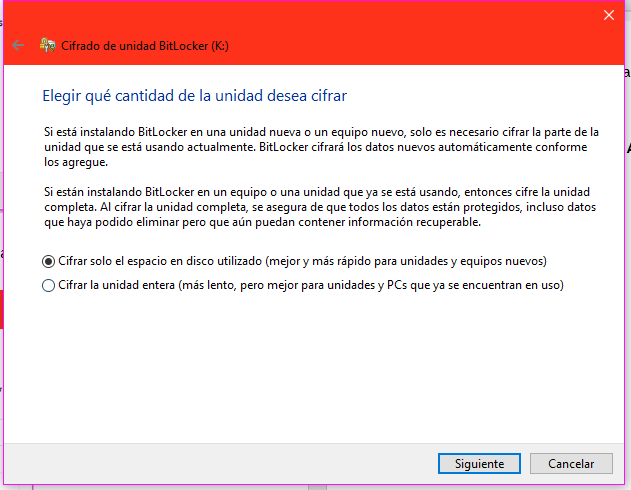 Cifrado de unidad BitLocker (K:)
Elegir qué cantidad de la unidad desea cifrar
Si está instalando BitLocker en una unidad nueva o un equipo nuevo, solo es necesario cifrar la parte de la
unidad que se está usando actualmente. BitLocker cifrará los datos nuevos automáticamente conforme
los agregue.
Si están instalando BitLocker en un equipo o una unidad que ya se está usando, entonces cifre la unidad
completa. Al cifrar la unidad completa, se asegura de que todos los datos están protegidos, incluso datos
que haya podido eliminar pero que aún puedan contener información recuperable.
Cifrar solo el espacio en disco utilizado (mejor y más rápido para unidades y equipos nuevos)
Cifrar la unidad entera (más lento, pero mejor para unidades y PCs que ya se encuentran en uso)
Siguiente
Cancelar